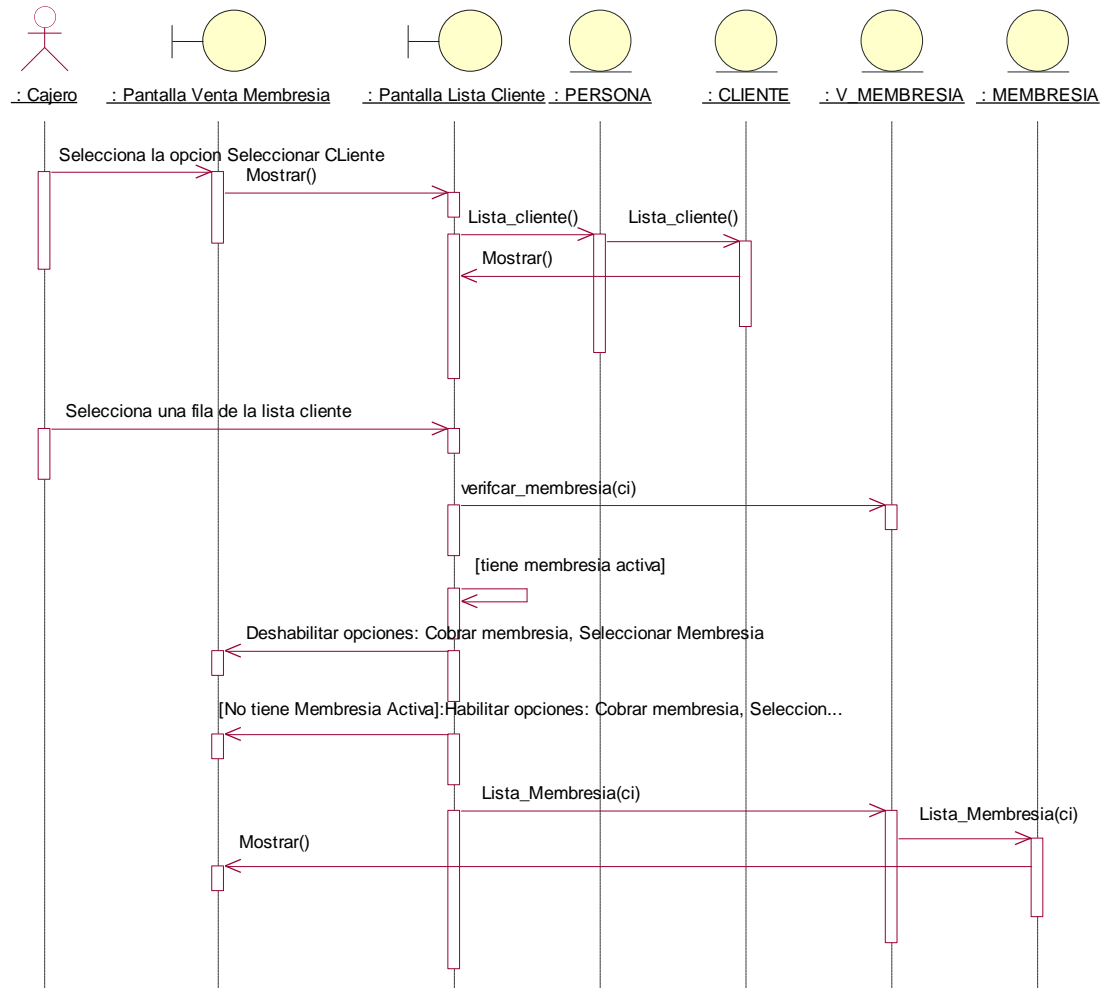 : Cajero
: Pantalla Venta Membresia
: Pantalla Lista Cliente
: PERSONA
: CLIENTE
: V_MEMBRESIA
: MEMBRESIA
Selecciona la opcion Seleccionar CLiente
Mostrar()
Lista_cliente()
Lista_cliente()
Mostrar()
Selecciona una fila de la lista cliente
verifcar_membresia(ci)
[tiene membresia activa]
Deshabilitar opciones: Cobrar membresia, Seleccionar Membresia
[No tiene Membresia Activa]:Habilitar opciones: Cobrar membresia, Seleccion...
Lista_Membresia(ci)
Lista_Membresia(ci)
Mostrar()